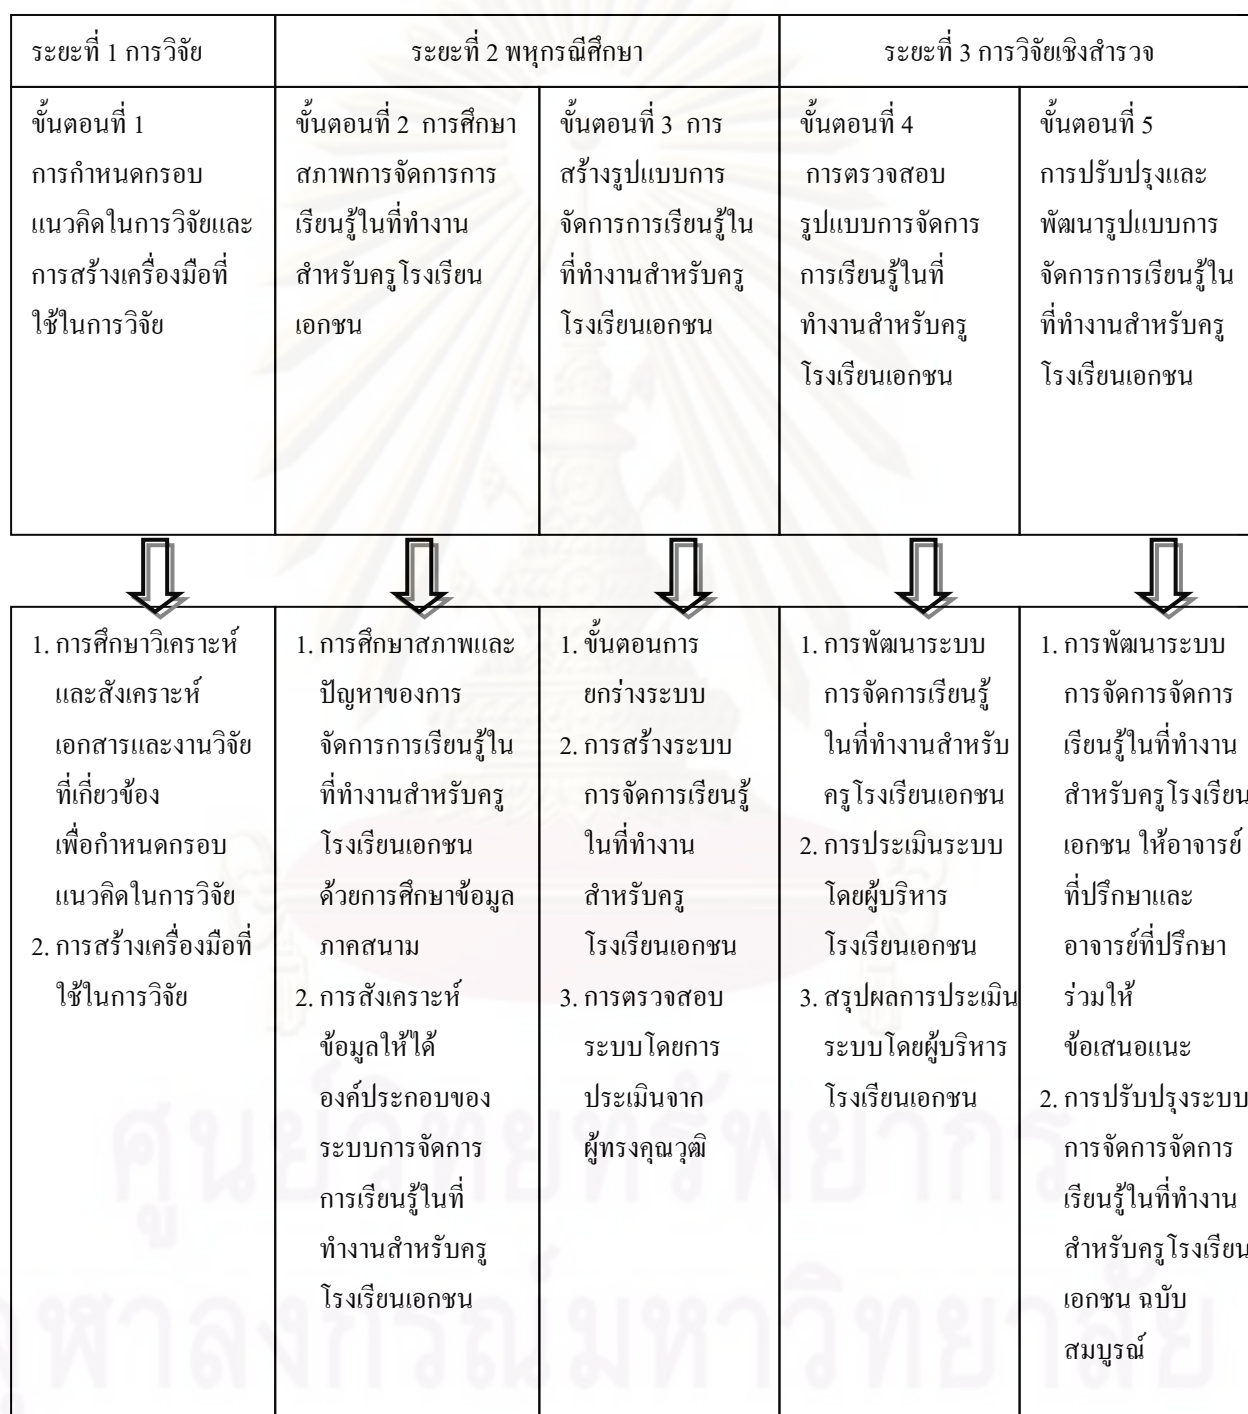 ระยะที่ 1 การวิจัย
ระยะที่ 2 พหุกรณีศึกษา
ระยะที่ 3 การวิจัยเชิงสำรวจ
ขั้นตอนที่ 1
การกำหนดกรอบ
แนวคิดในการวิจัยและ
การสร้างเครื่องมือที่
ใช้ในการวิจัย
ขั้นตอนที่ 2 การศึกษา
สภาพการจัดการการ
เรียนรู้ในที่ทำงาน
สำหรับครูโรงเรียน
เอกชน
ขั้นตอนที่ 3 การ
สร้างรูปแบบการ
จัดการการเรียนรู้ใน
ที่ทำงานสำหรับครู
โรงเรียนเอกชน
ขั้นตอนที่ 4
การตรวจสอบ
รูปแบบการจัดการ
การเรียนรู้ในที่
ทำงานสำหรับครู
โรงเรียนเอกชน
ขั้นตอนที่ 5
การปรับปรุงและ
พัฒนารูปแบบการ
จัดการการเรียนรู้ใน
ที่ทำงานสำหรับครู
โรงเรียนเอกชน
1. การศึกษาวิเคราะห์
และสังเคราะห์
เอกสารและงานวิจัย
ที่เกี่ยวข้อง
เพื่อกำหนดกรอบ
แนวคิดในการวิจัย
2. การสร้างเครื่องมือที่
ใช้ในการวิจัย
1. การศึกษาสภาพและ
ปัญหาของการ
จัดการการเรียนรู้ใน
ที่ทำงานสำหรับครู
โรงเรียนเอกชน
ด้วยการศึกษาข้อมูล
ภาคสนาม
2. การสังเคราะห์
ข้อมูลให้ได้
องค์ประกอบของ
ระบบการจัดการ
การเรียนรู้ในที่
ทำงานสำหรับครู
โรงเรียนเอกชน
1. ขั้นตอนการ
ยกร่างระบบ
2. การสร้างระบบ
การจัดการเรียนรู้
ในที่ทำงาน
สำหรับครู
โรงเรียนเอกชน
3. การตรวจสอบ
ระบบโดยการ
ประเมินจาก
ผู้ทรงคุณวุฒิ
1. การพัฒนาระบบ
การจัดการเรียนรู้
ในที่ทำงานสำหรับ
ครูโรงเรียนเอกชน
2. การประเมินระบบ
โดยผู้บริหาร
โรงเรียนเอกชน
3. สรุปผลการประเมิน
ระบบโดยผู้บริหาร
โรงเรียนเอกชน
1. การพัฒนาระบบ
การจัดการจัดการ
เรียนรู้ในที่ทำงาน
สำหรับครูโรงเรียน
เอกชน ให้อาจารย์
ที่ปรึกษาและ
อาจารย์ที่ปรึกษา
ร่วมให้
ข้อเสนอแนะ
2. การปรับปรุงระบบ
การจัดการจัดการ
เรียนรู้ในที่ทำงาน
สำหรับครูโรงเรียน
เอกชน ฉบับ
สมบูรณ์
ศูนย์วิทยทรัพยากร
จุฬาลงกรณ์มหาวิทยาลัย